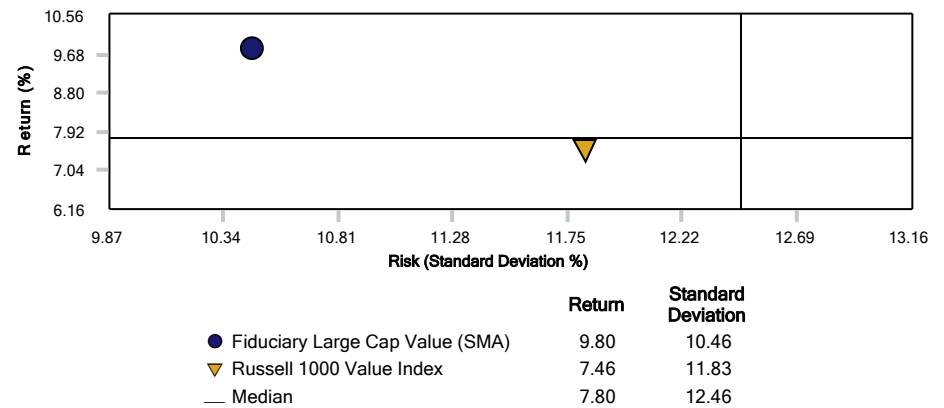 10.56
9.68
8.80
7.92
7.04
6.16
Return (%)
9.87 10.34 10.81 11.28 11.75 12.22 12.69 13.16
Risk (Standard Deviation %)
Return Standard Deviation
Fiduciary Large Cap Value (SMA) 9.80 10.46
Russell 1000 Value Index 7.46 11.83
Median 7.80 12.46